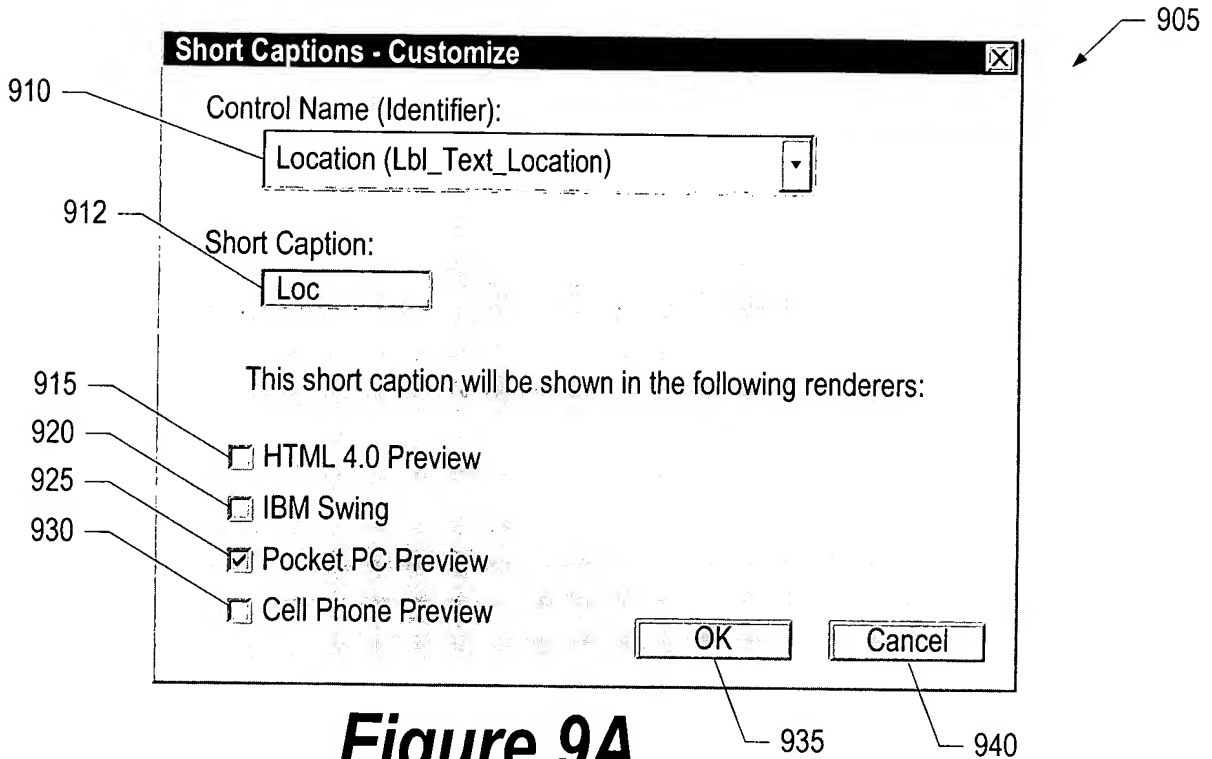 905
Short Captions - Customize
910
Control Name (Identifier):
Location (Lbl_Text_Location)
912
Short Caption:
Loc
915
This short caption will be shown in the following renderers:
920
HTML 4.0 Preview
925
IBM Swing
930
Pocket PC Preview
Cell Phone Preview
OK
Cancel
Figure 9A
935
940